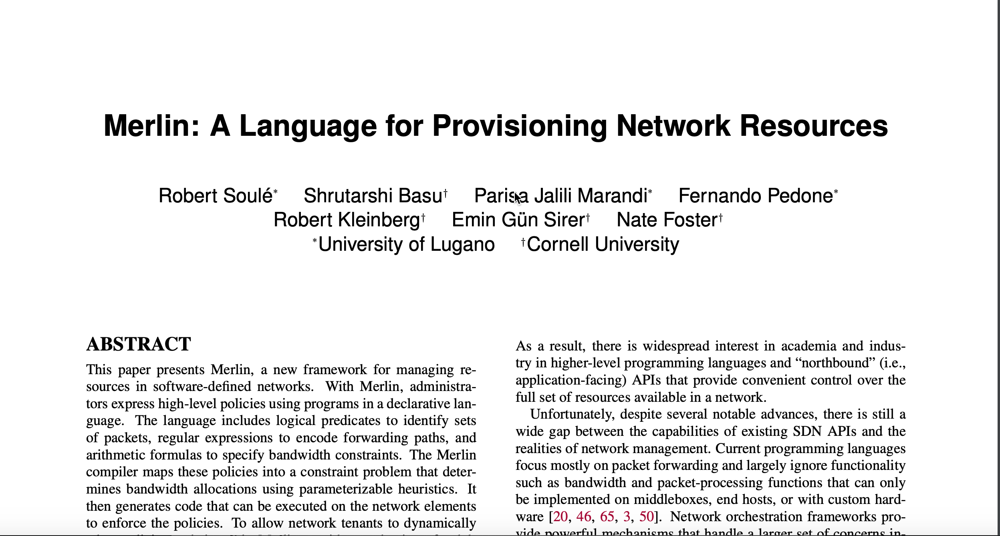 Merlin: A Language for Provisioning Network Resources
Robert Soulé* Shrutarshi Basu† Parisa Jalili Marandi* Fernando Pedone*
Robert Kleinberg† Emin Gün Sirer† Nate Foster†
*University of Lugano †Cornell University
ABSTRACT
This paper presents Merlin, a new framework for managing re-
sources in software-defined networks. With Merlin, administra-
tors express high-level policies using programs in a declarative lan-
guage. The language includes logical predicates to identify sets
of packets, regular expressions to encode forwarding paths, and
arithmetic formulas to specify bandwidth constraints. The Merlin
compiler maps these policies into a constraint problem that deter-
mines bandwidth allocations using parameterizable heuristics. It
then generates code that can be executed on the network elements
to enforce the policies. To allow network tenants to dynamically
As a result, there is widespread interest in academia and indus-
try in higher-level programming languages and “northbound” (i.e.,
application-facing) APIs that provide convenient control over the
full set of resources available in a network.
Unfortunately, despite several notable advances, there is still a
wide gap between the capabilities of existing SDN APIs and the
realities of network management. Current programming languages
focus mostly on packet forwarding and largely ignore functionality
such as bandwidth and packet-processing functions that can only
be implemented on middleboxes, end hosts, or with custom hard-
ware [20, 46, 65, 3, 50]. Network orchestration frameworks pro-
vide powerful mechanisms that handle a larger set of concerns in-